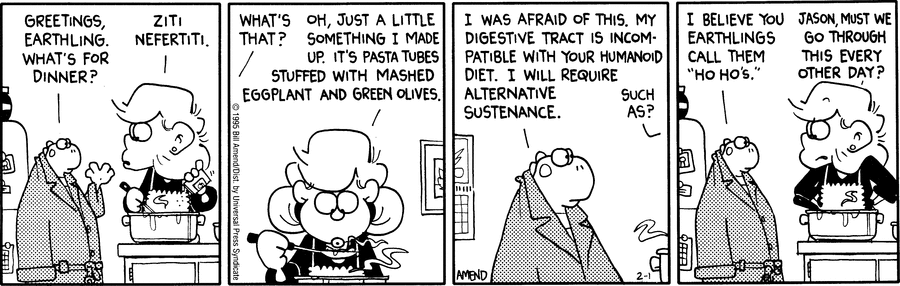 GREETINGS,
EARTHLING.
WHAT'S FOR
DINNER?
ZITI
NEFERTITI.
WHAT'S
THAT?
OH, JUST A LITTLE
SOMETHING I MADE
UP. IT'S PASTA TUBES
STUFFED WITH MASHED
EGGPLANT AND GREEN OLIVES.
© 1995 Bill Amend/Dist. by Universal Press Syndicate
I WAS AFRAID OF THIS. MY
DIGESTIVE TRACT IS INCOM-
PATIBLE WITH YOUR HUMANOID
DIET. I WILL REQUIRE
ALTERNATIVE
SUSTENANCE.
SUCH
AS?
AMEND
2-1
I BELIEVE YOU
EARTHLINGS
CALL THEM
"HO HO'S."
JASON, MUST WE
GO THROUGH
THIS EVERY
OTHER DAY?